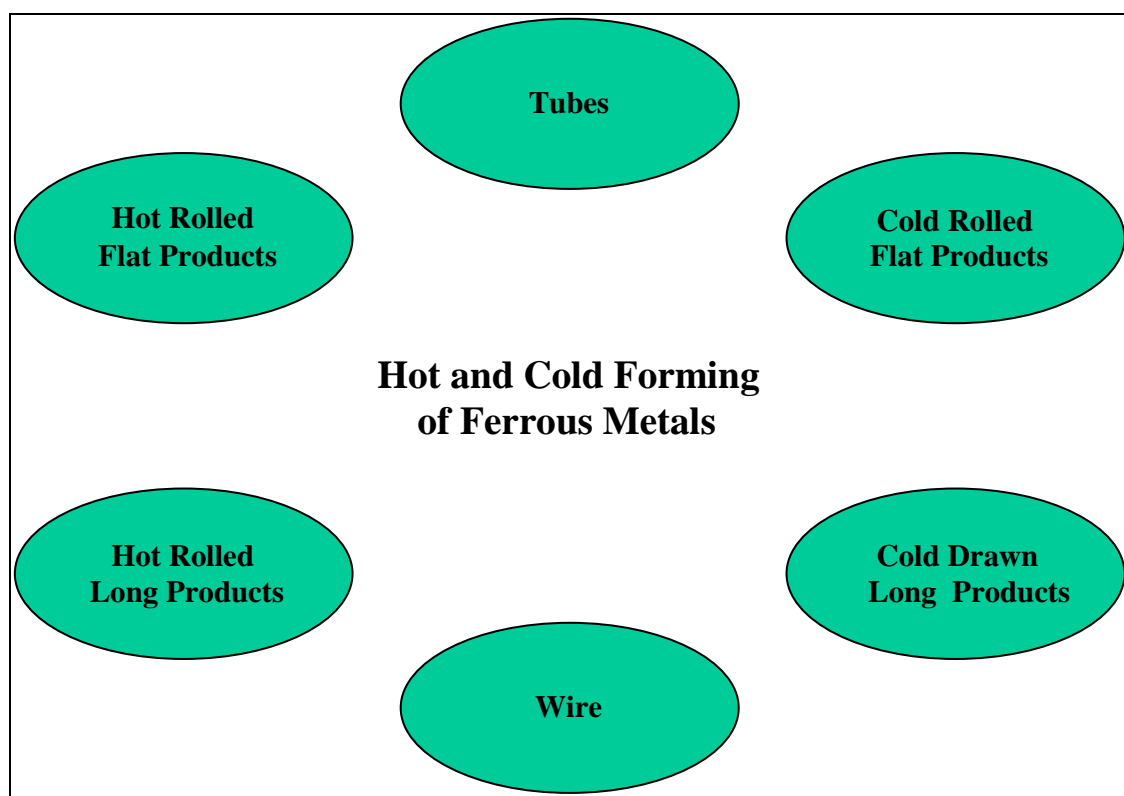 Tubes
Hot Rolled
Flat Products
Cold Rolled
Flat Products
Hot and Cold Forming
of Ferrous Metals
Hot Rolled
Long Products
Cold Drawn
Long Products
Wire